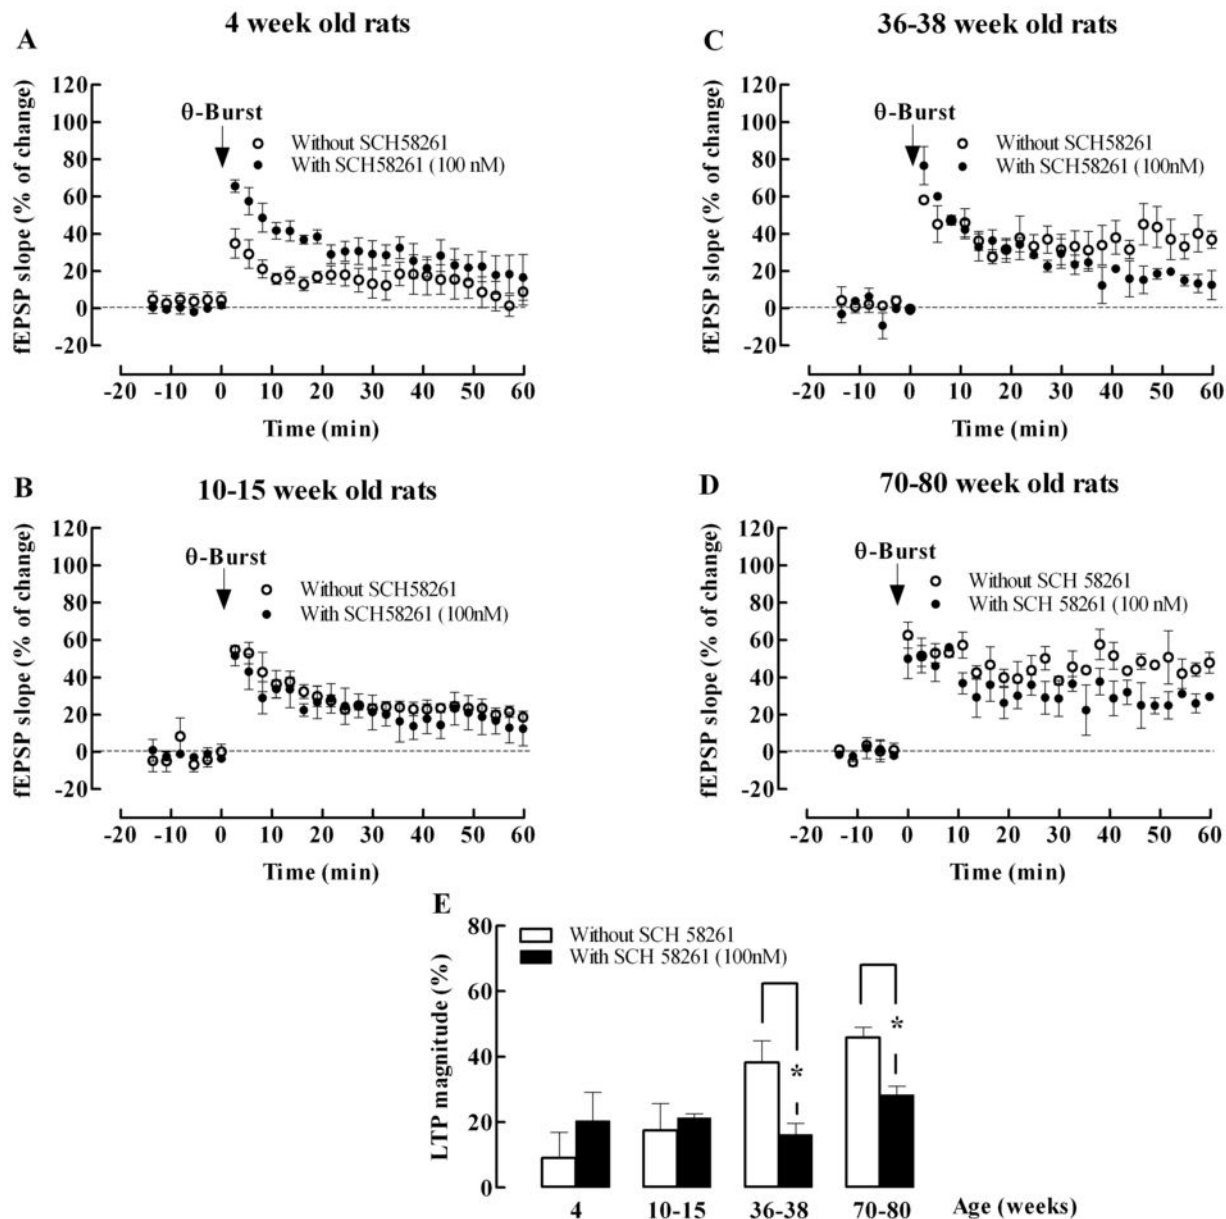 A
4 week old rats
fEPSP slope (% of change)
120
100
80
60
40
20
0
-20
θ-Burst
Without SCH58261
With SCH58261 (100 nM)
-20 -10 0 10 20 30 40 50 60
Time (min)
C
36-38 week old rats
fEPSP slope (% of change)
120
100
80
60
40
20
0
-20
θ-Burst
Without SCH58261
With SCH58261 (100nM)
-20 -10 0 10 20 30 40 50 60
Time (min)
B
10-15 week old rats
fEPSP slope (% of change)
120
100
80
60
40
20
0
-20
θ-Burst
Without SCH58261
With SCH58261 (100nM)
-20 -10 0 10 20 30 40 50 60
Time (min)
D
70-80 week old rats
fEPSP slope (% of change)
120
100
80
60
40
20
0
-20
θ-Burst
Without SCH 58261
With SCH 58261 (100 nM)
-20 -10 0 10 20 30 40 50 60
Time (min)
E
LTP magnitude (%)
80
60
40
20
0
Without SCH 58261
With SCH 58261 (100nM)
*
*
4 10-15 36-38 70-80 Age (weeks)